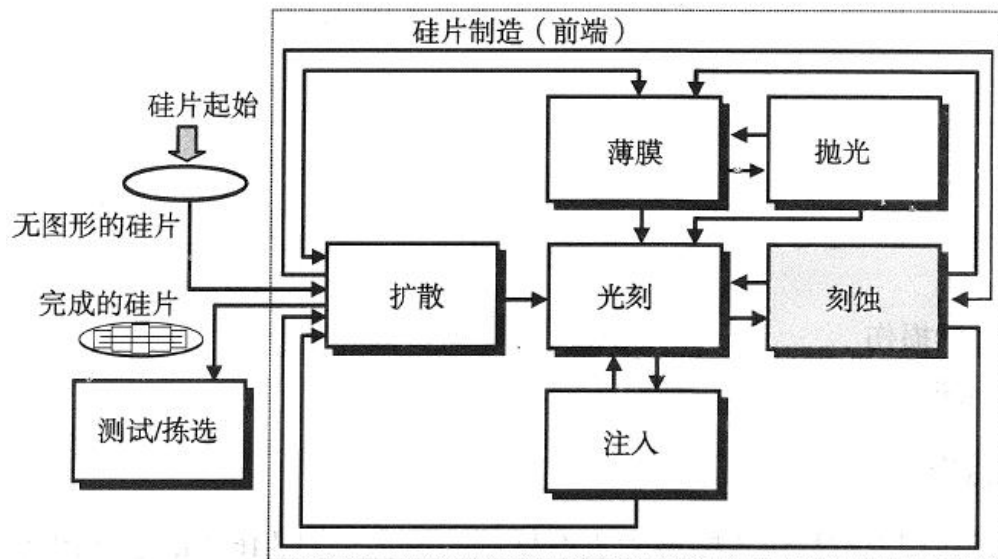 硅片制造（前端）
硅片起始
薄膜
抛光
无图形的硅片
扩散
光刻
刻蚀
完成的硅片
测试/拣选
注入